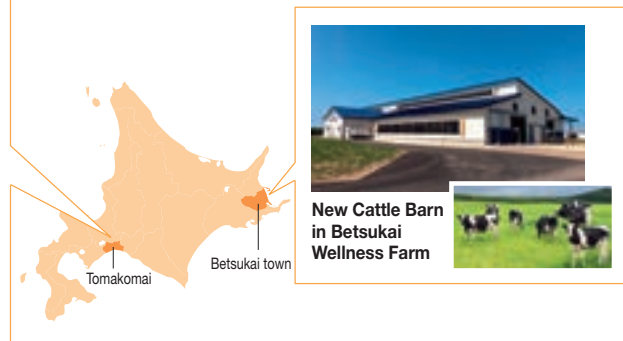 Tomakomai
Betsukai town
New Cattle Barn
in Betsukai
Wellness Farm